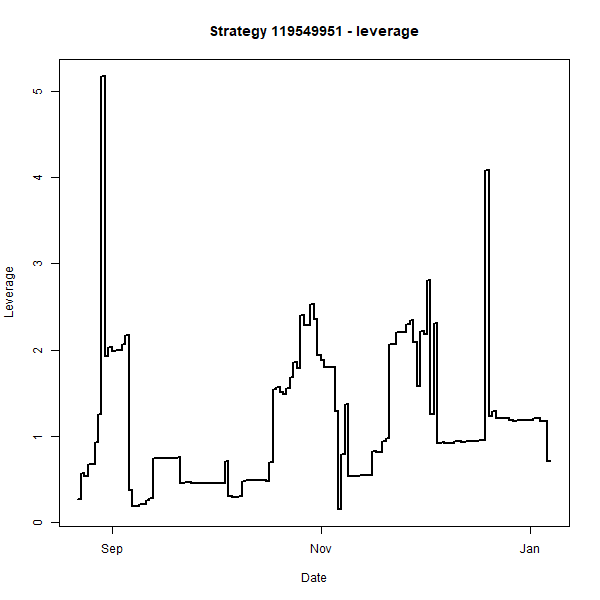 Strategy 119549951 - leverage
Leverage
5
4
3
2
1
0
Sep
Nov
Jan
Date